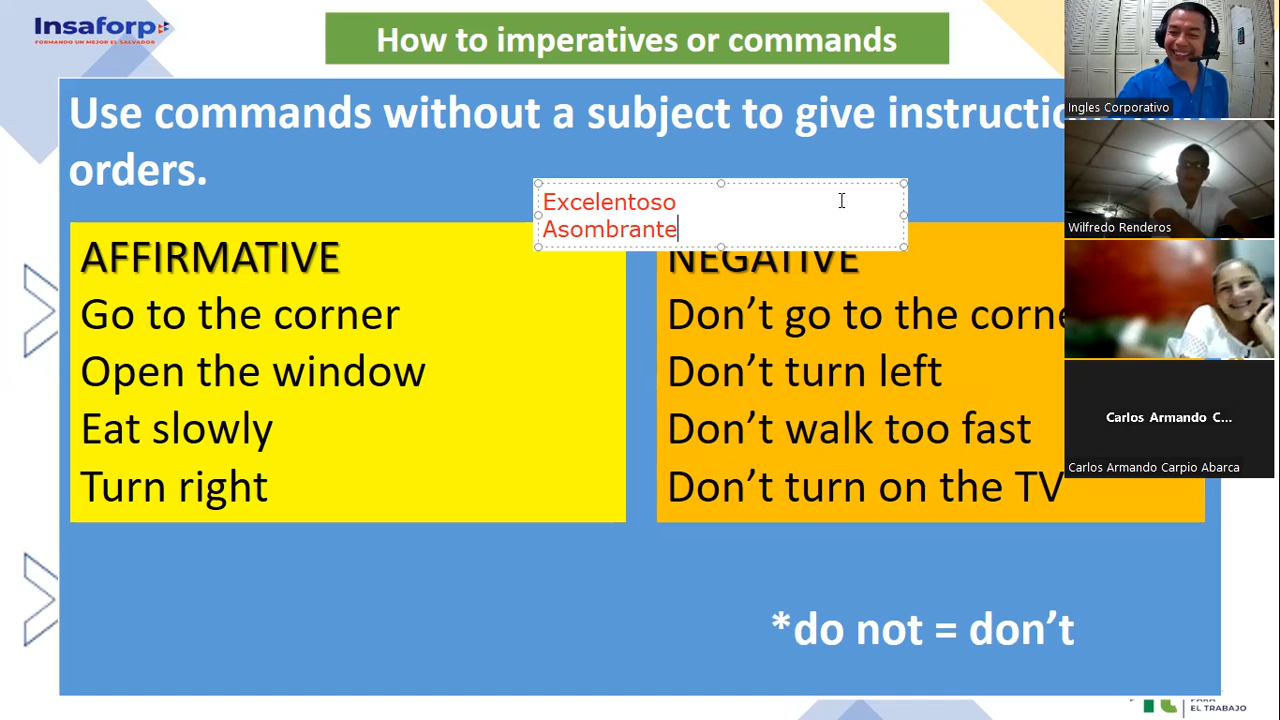 Insaforp
FORMANDO UN MEJOR EL SALVADOR
How to imperatives or commands
Use commands without a subject to give
orders.
Excelentoso
Asombrante
AFFIRMATIVE
Go to the corner
Open the window
Eat slowly
Turn right
NEGATIVE
Don’t go to the
Don’t turn left
Don’t walk too fast
Don’t turn on the TV
*do not = don’t
Ingles Corporativo
Wilfredo Renderos
Carlos Armando C...
Carlos Armando Carpio Abarca
EL TRABAJO